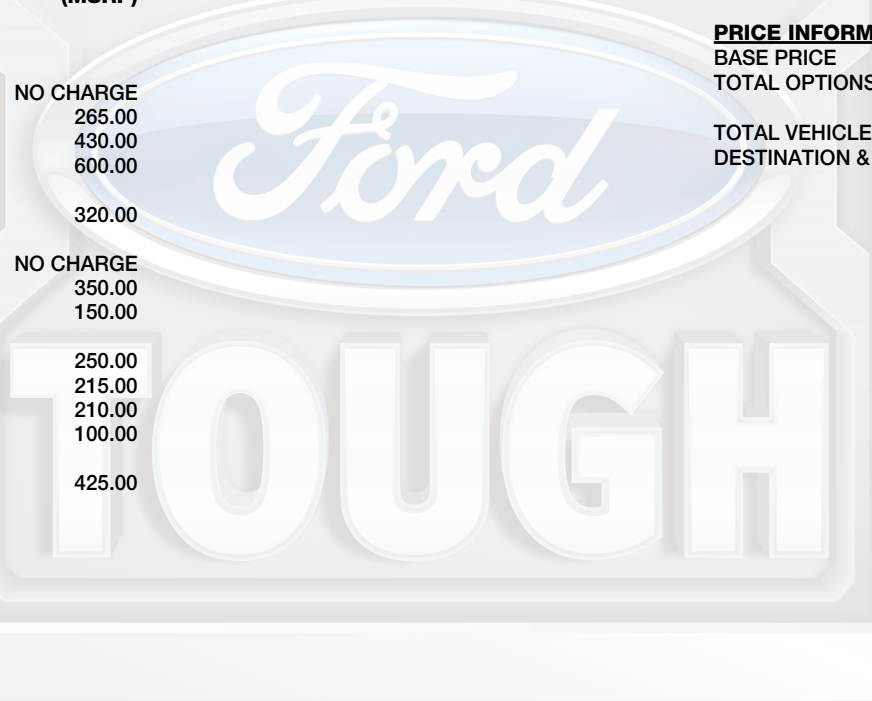 (MSRP)
NO CHARGE
265.00
430.00
600.00
320.00
NO CHARGE
350.00
150.00
250.00
215.00
210.00
100.00
425.00
PRICE INFORM
BASE PRICE
TOTAL OPTIONS
TOTAL VEHICLE
DESTINATION &
Ford
TOUGH